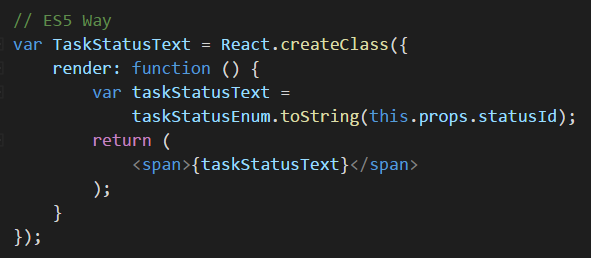 // ES5 Way
var TaskStatusText = React.createClass({
    render: function () {
        var taskStatusText =
            taskStatusEnum.toString(this.props.statusId);
        return (
            <span>{taskStatusText}</span>
        );
    }
});